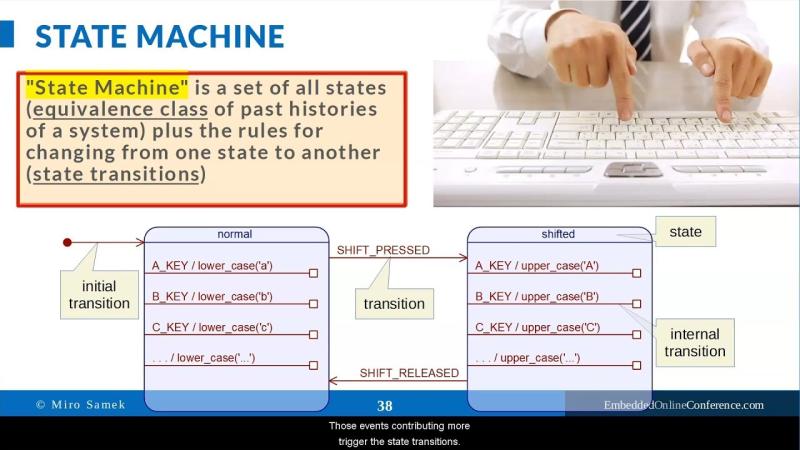 STATE MACHINE
"State Machine" is a set of all states
(equivalence class of past histories
of a system) plus the rules for
changing from one state to another
(state transitions)
normal
shifted
state
SHIFT_PRESSED
A_KEY / lower_case('a')
A_KEY / upper_case('A')
initial
transition
transition
B_KEY / lower_case('b')
B_KEY / upper_case('B')
C_KEY / lower_case('c')
C_KEY / upper_case('C')
internal
transition
. . . / lower_case('...')
. . . / upper_case('...')
SHIFT_RELEASED
© Miro Samek
38
EmbeddedOnlineConference.com
Those events contributing more
trigger the state transitions.